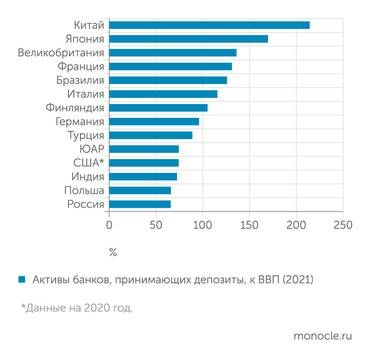 Китай
Япония
Великобритания
Франция
Бразилия
Италия
Финляндия
Германия
Турция
ЮАР
США*
Индия
Польша
Россия
0 50 100 150 200 250
%
Активы банков, принимающих депозиты, к ВВП (2021)
*Данные на 2020 год.
monocle.ru